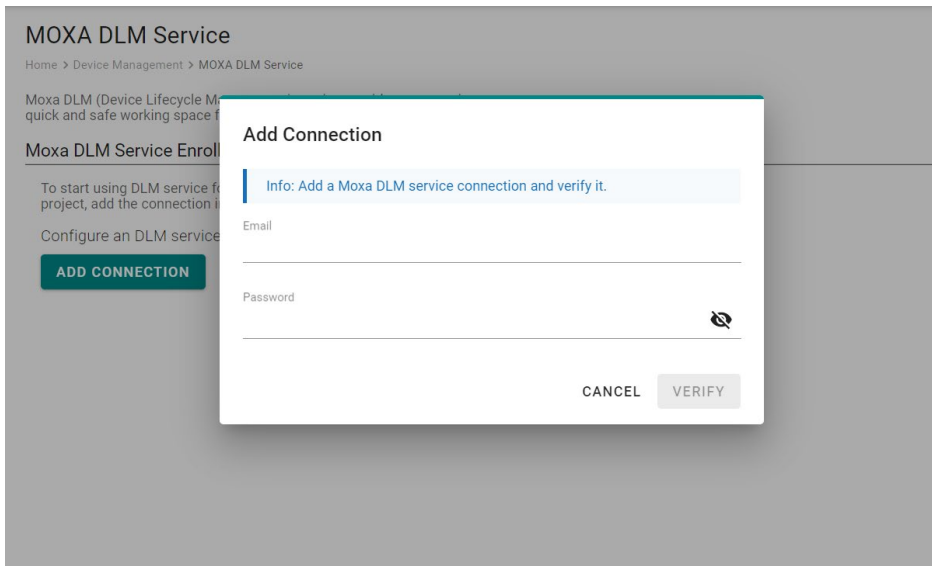 MOXA DLM Service
Home > Device Management > MOXA DLM Service
Moxa DLM (Device Lifecycle
quick and safe working space
Moxa DLM Service
To start using DLM service
project, add the connection
Configure an DLM service
ADD CONNECTION
Add Connection
Info: Add a Moxa DLM service connection and verify it.
Email
Password
CANCEL VERIFY